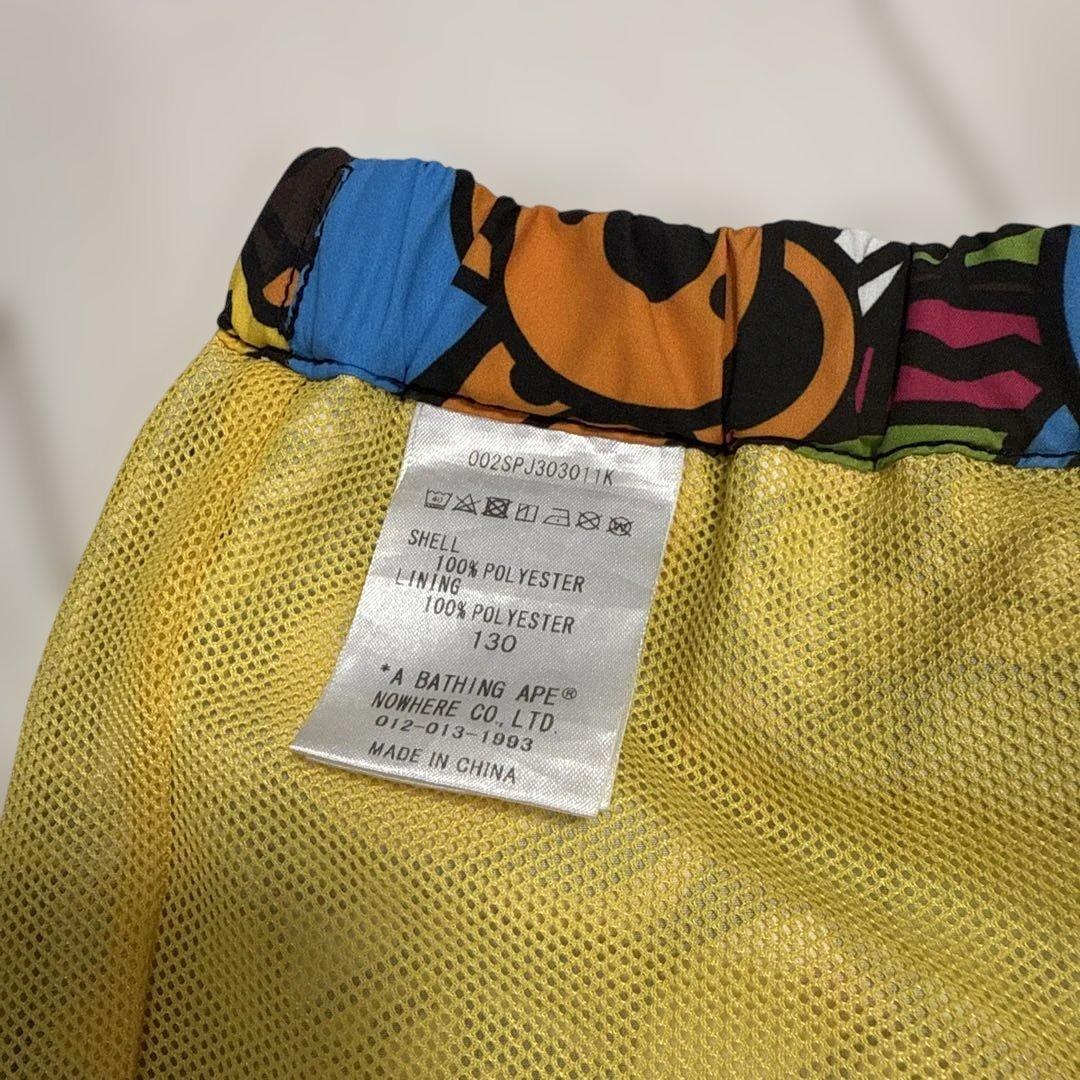 002SPJ303011K
40
SHELL
100% POLYESTER
LINING
100% POLYESTER
130
*A BATHING APE®
NOWHERE CO., LTD.
012-013-1993
MADE IN CHINA